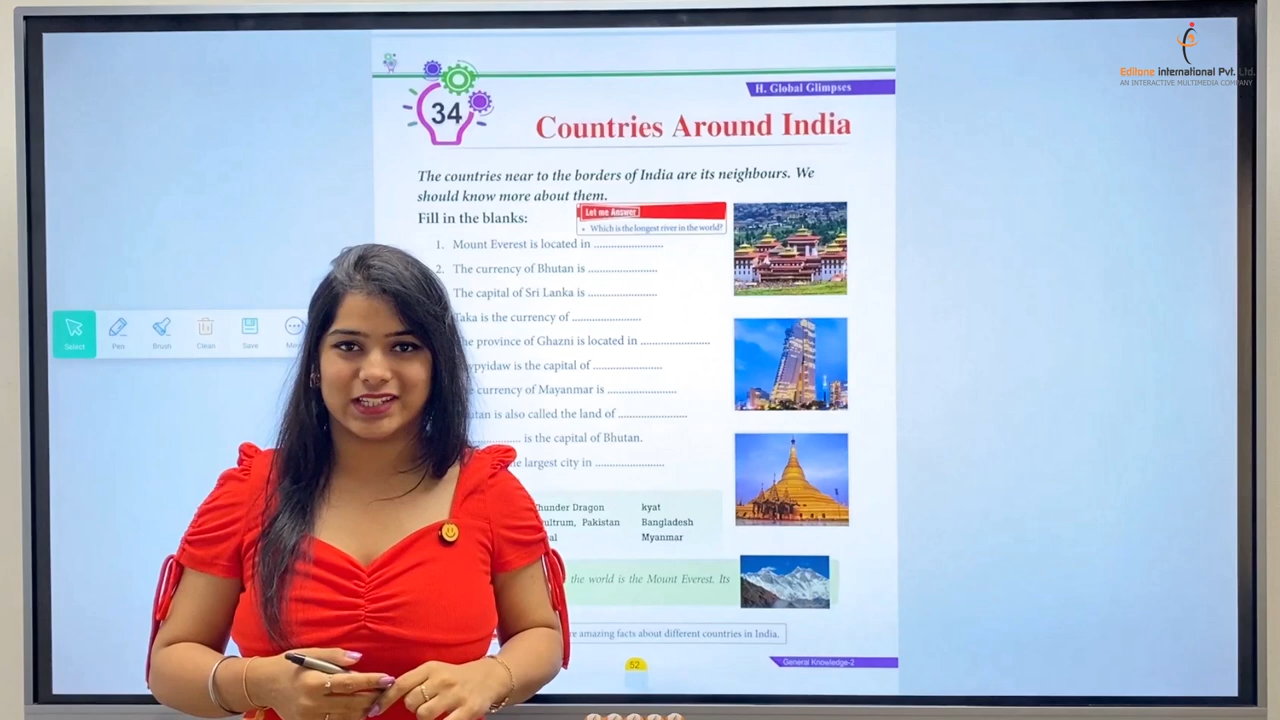 Editone international Pvt. Ltd.
AN INTERACTIVE MULTIMEDIA COMPANY
H. Global Glimpses
34
Countries Around India
The countries near to the borders of India are its neighbours. We
should know more about them.
Fill in the blanks:
Let me Answer
Which is the longest river in the world?
1. Mount Everest is located in ........................
2. The currency of Bhutan is ........................
The capital of Sri Lanka is ........................
Taka is the currency of ........................
province of Ghazni is located in ........................
is the capital of ........................
currency of Mayanmar is ........................
is also called the land of ........................
is the capital of Bhutan.
largest city in ........................
Select
Pen
Brush
Clean
Save
Dragon kyat
Pakistan Bangladesh
Myanmar
the world is the Mount Everest. Its
amazing facts about different countries in India.
52
General Knowledge-2